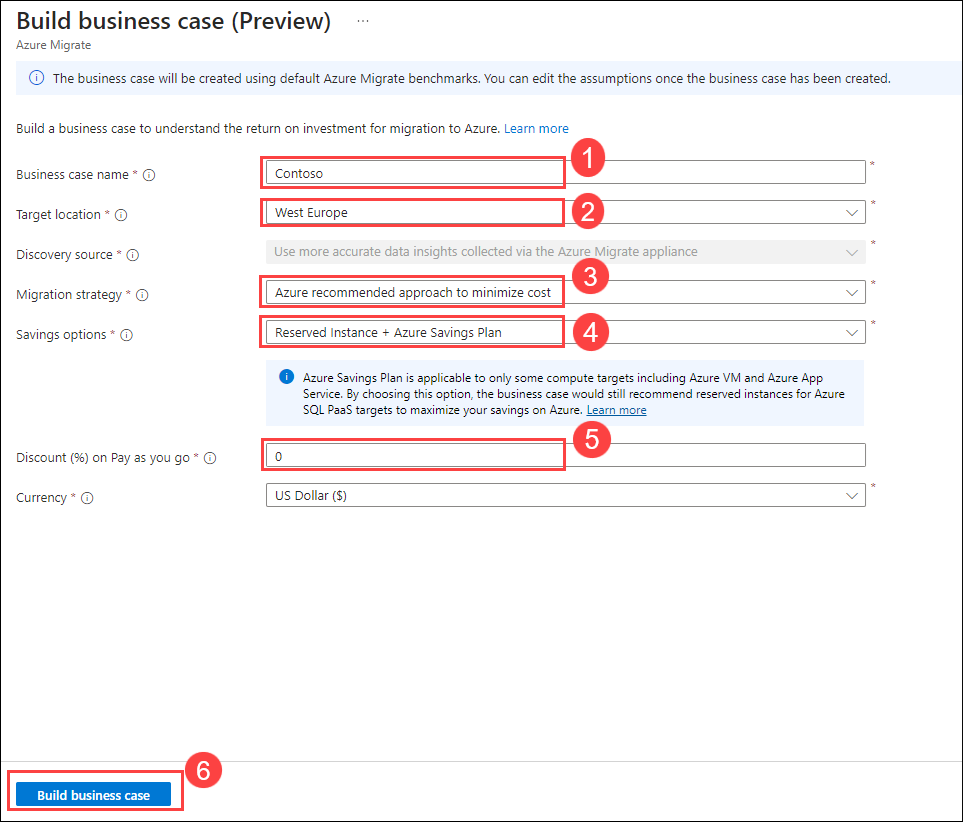 Build business case (Preview) ...
Azure Migrate
The business case will be created using default Azure Migrate benchmarks. You can edit the assumptions once the business case has been created.
Build a business case to understand the return on investment for migration to Azure. Learn more
1
Business case name * Contoso *
Target location * West Europe *
2
Discovery source * Use more accurate data insights collected via the Azure Migrate appliance *
3
Migration strategy * Azure recommended approach to minimize cost *
Savings options * Reserved Instance + Azure Savings Plan *
4
Azure Savings Plan is applicable to only some compute targets including Azure VM and Azure App
Service. By choosing this option, the business case would still recommend reserved instances for Azure
SQL PaaS targets to maximize your savings on Azure. Learn more
5
Discount (%) on Pay as you go * 0
Currency * US Dollar ($) *
6
Build business case